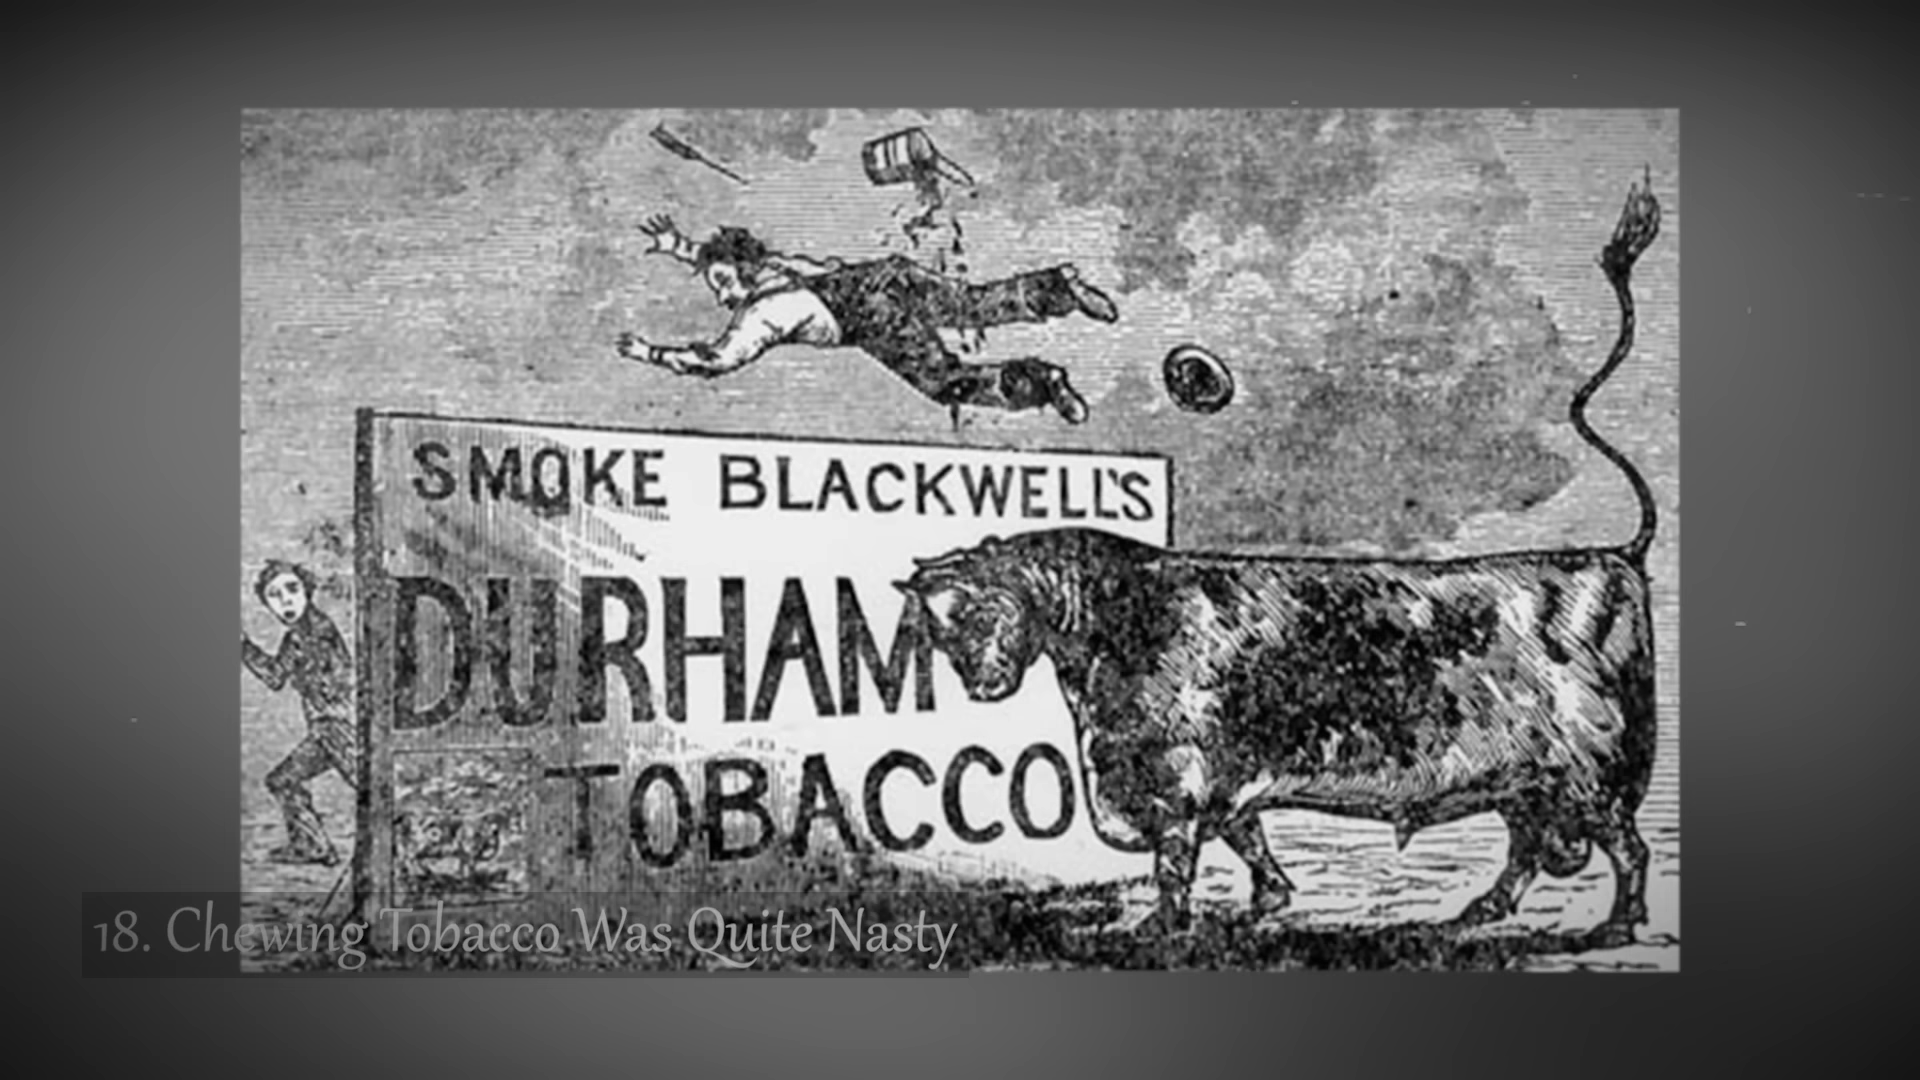 SMOKE BLACKWELL'S
DURHAM
TOBACCO
18. Chewing Tobacco Was Quite Nasty